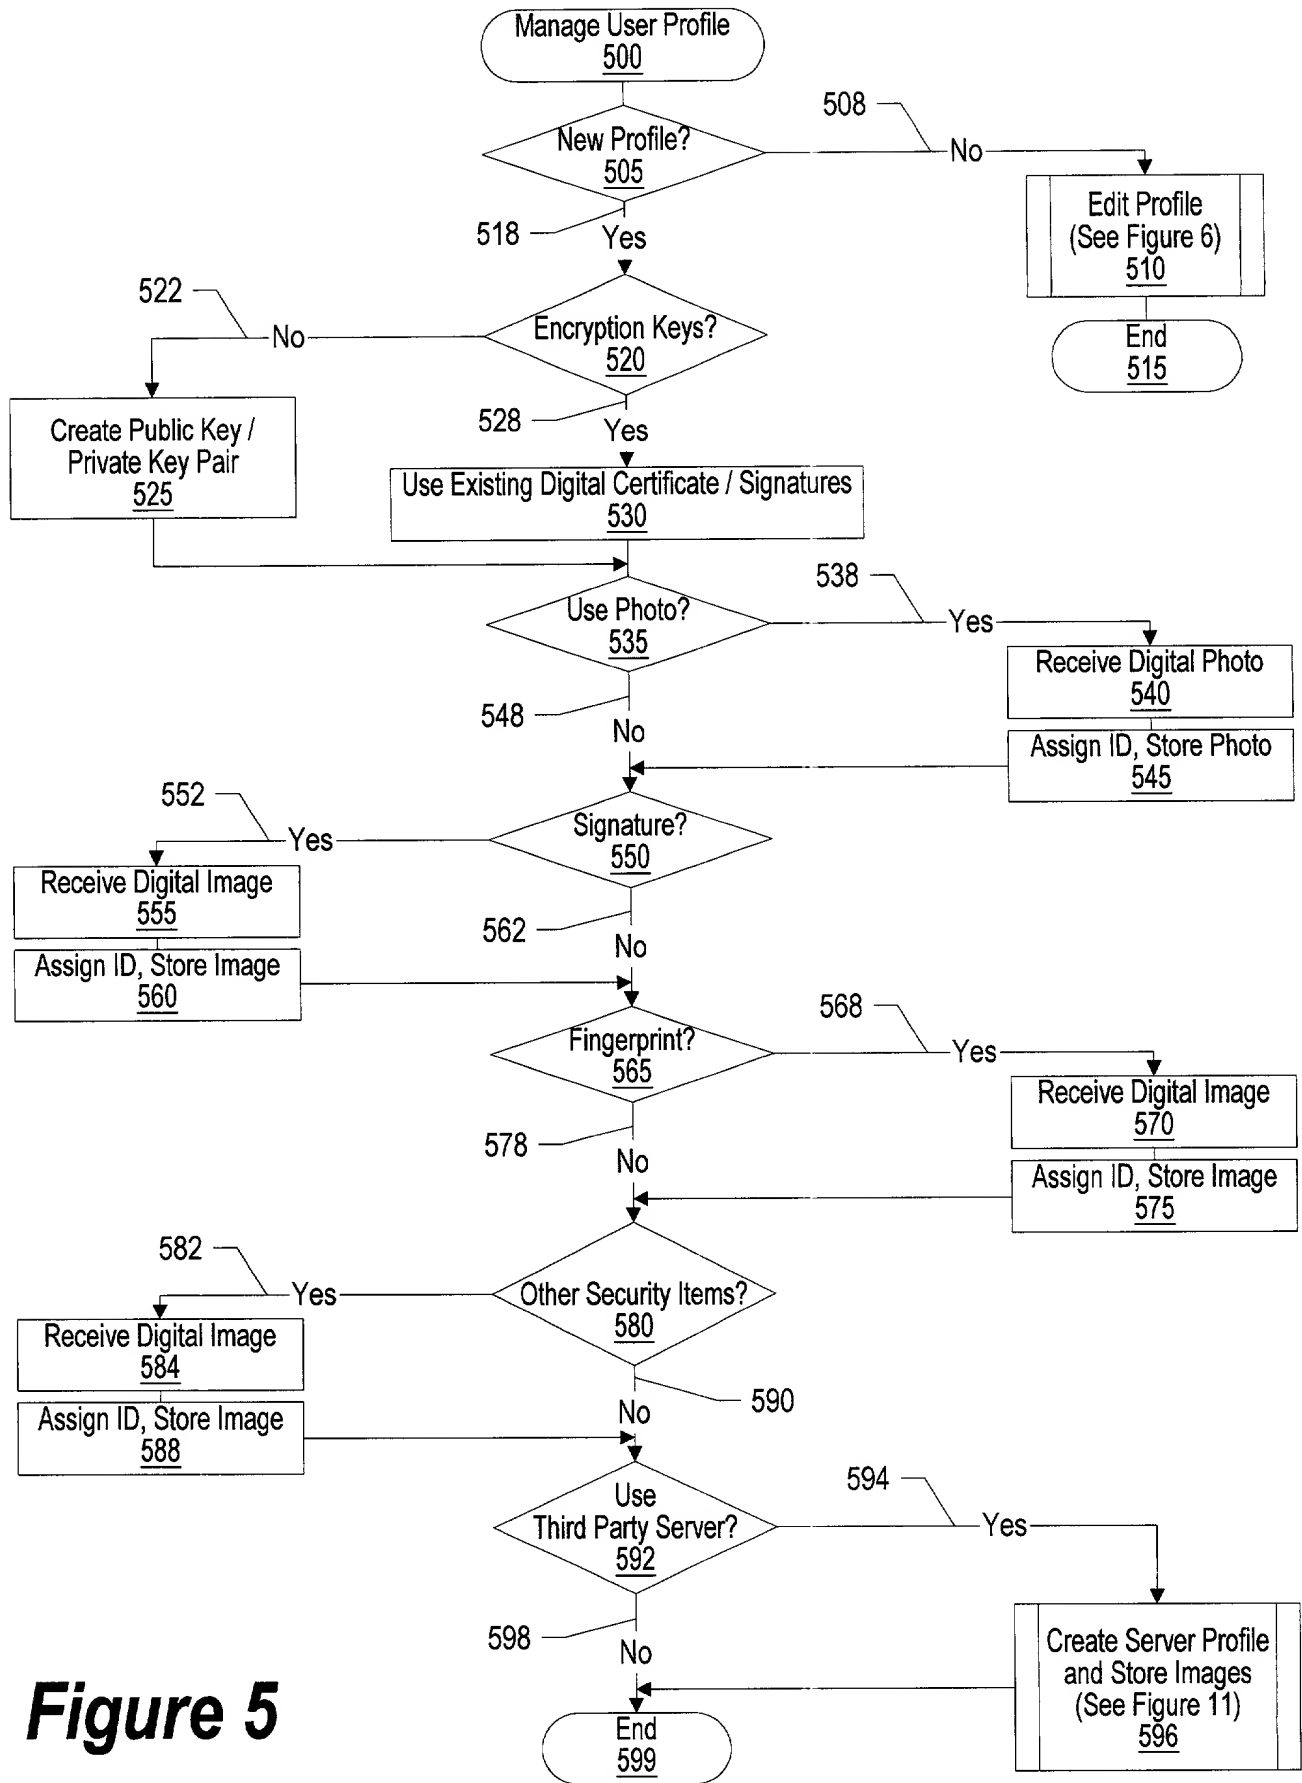 Manage User Profile
500
508
New Profile?
505
No
Edit Profile
(See Figure 6)
510
518
Yes
End
515
522
No
Encryption Keys?
520
528
Yes
Create Public Key /
Private Key Pair
525
Use Existing Digital Certificate / Signatures
530
538
Use Photo?
535
Yes
Receive Digital Photo
540
548
No
Assign ID, Store Photo
545
552
Yes
Signature?
550
Receive Digital Image
555
562
No
Assign ID, Store Image
560
568
Fingerprint?
565
Yes
Receive Digital Image
570
578
No
Assign ID, Store Image
575
582
Yes
Other Security Items?
580
Receive Digital Image
584
590
No
Assign ID, Store Image
588
594
Use
Third Party Server?
592
Yes
598
No
Create Server Profile
and Store Images
(See Figure 11)
596
End
599
Figure 5